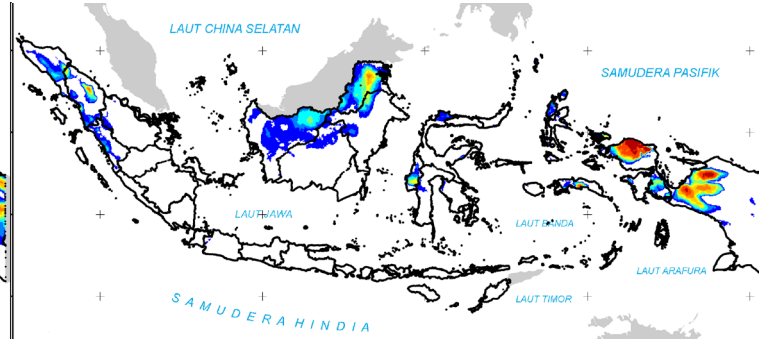 LAUT CHINA SELATAN
SAMUDERA PASIFIK
LAUT JAWA
LAUT BANDA
LAUT ARAFURA
SAMUDERA HINDIA
LAUT TIMOR